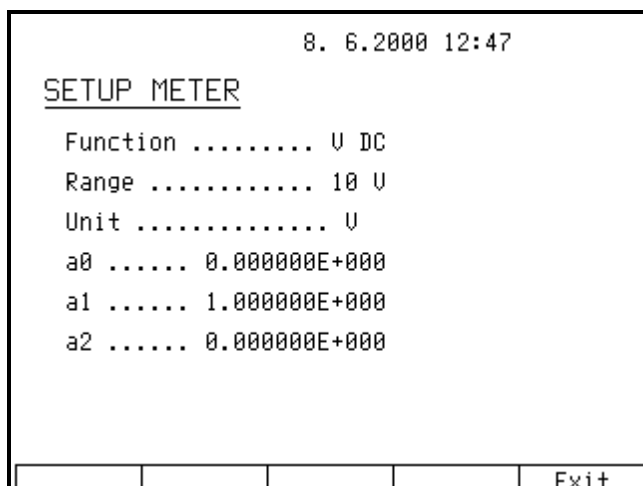 8. 6.2000 12:47
SETUP METER
Function ......... V DC
Range ............ 10 V
Unit .............. V
a0 ...... 0.000000E+000
a1 ...... 1.000000E+000
a2 ...... 0.000000E+000
Exit